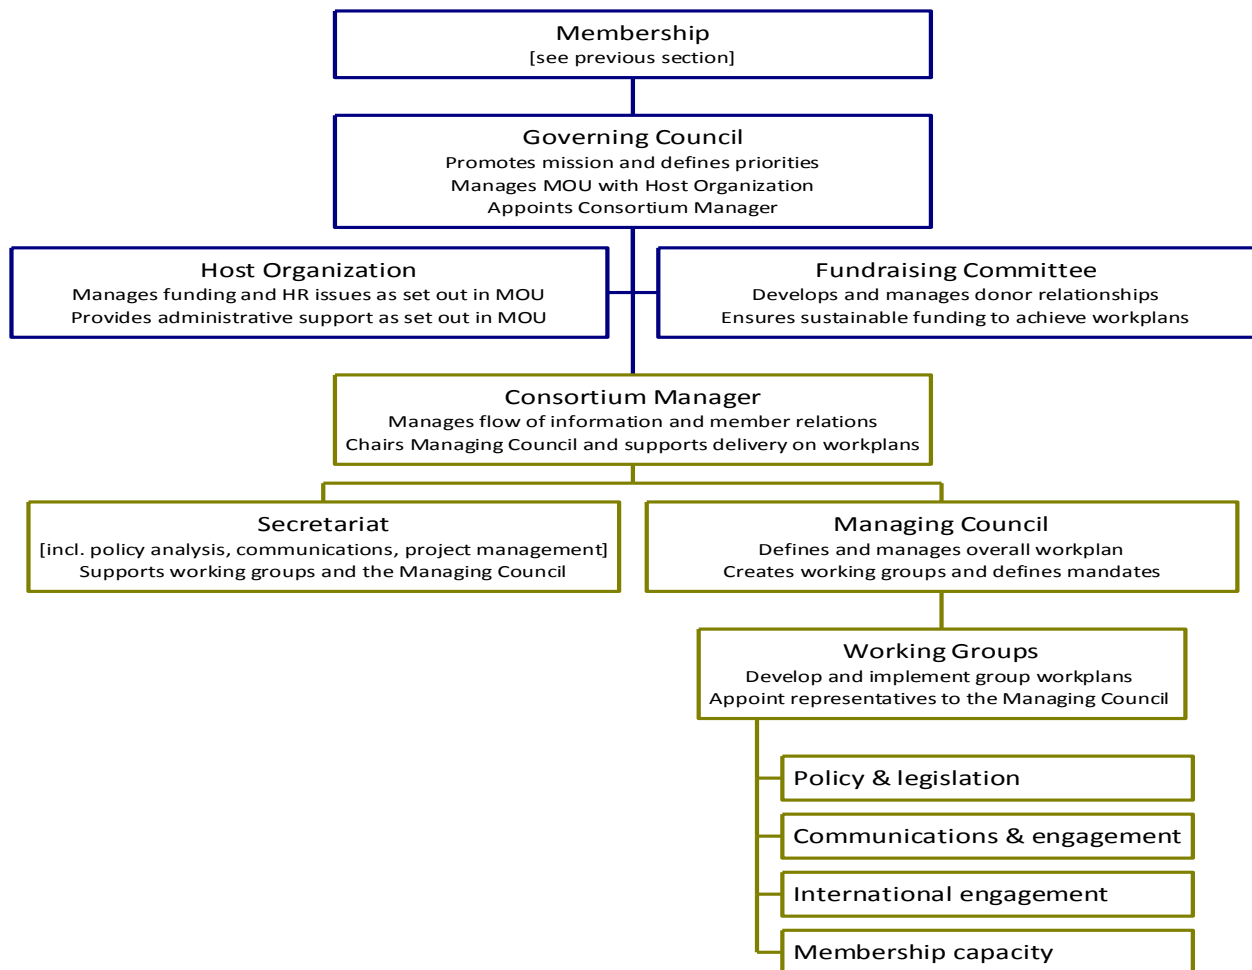 Membership
[see previous section]
Governing Council
Promotes mission and defines priorities
Manages MOU with Host Organization
Appoints Consortium Manager
Host Organization
Manages funding and HR issues as set out in MOU
Provides administrative support as set out in MOU
Fundraising Committee
Develops and manages donor relationships
Ensures sustainable funding to achieve workplans
Consortium Manager
Manages flow of information and member relations
Chairs Managing Council and supports delivery on workplans
Secretariat
[incl. policy analysis, communications, project management]
Supports working groups and the Managing Council
Managing Council
Defines and manages overall workplan
Creates working groups and defines mandates
Working Groups
Develop and implement group workplans
Appoint representatives to the Managing Council
Policy & legislation
Communications & engagement
International engagement
Membership capacity